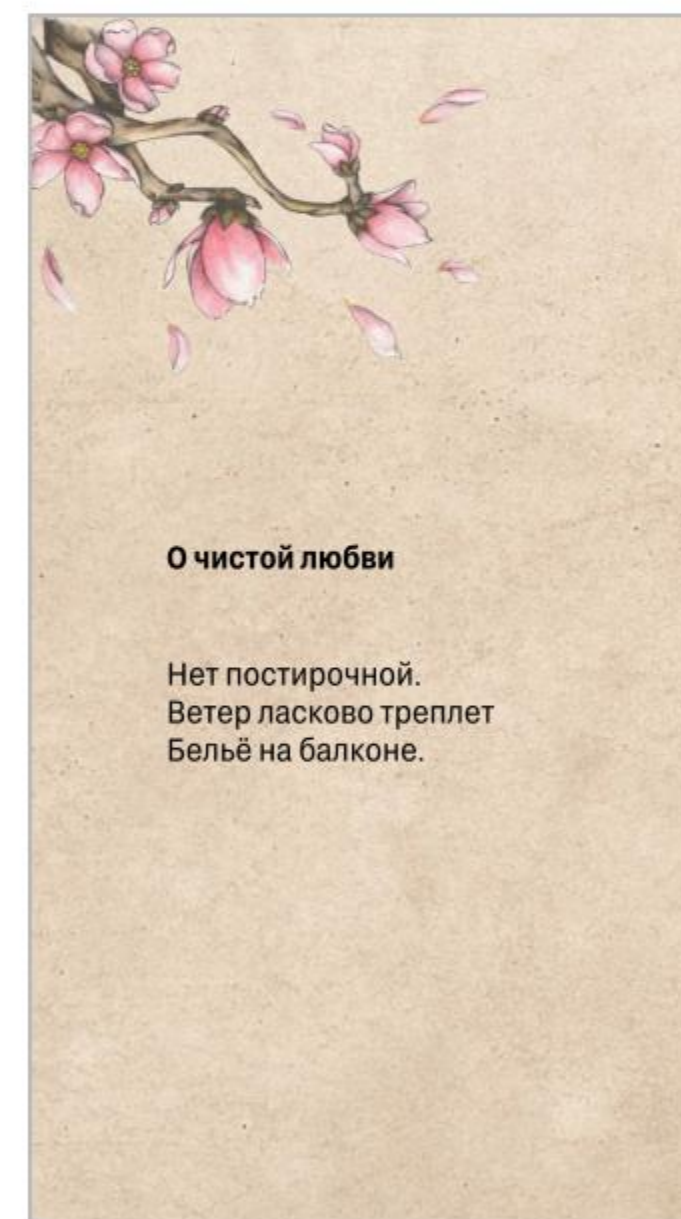 О чистой любви
Нет постирочной.
Ветер ласково треплет
Бельё на балконе.